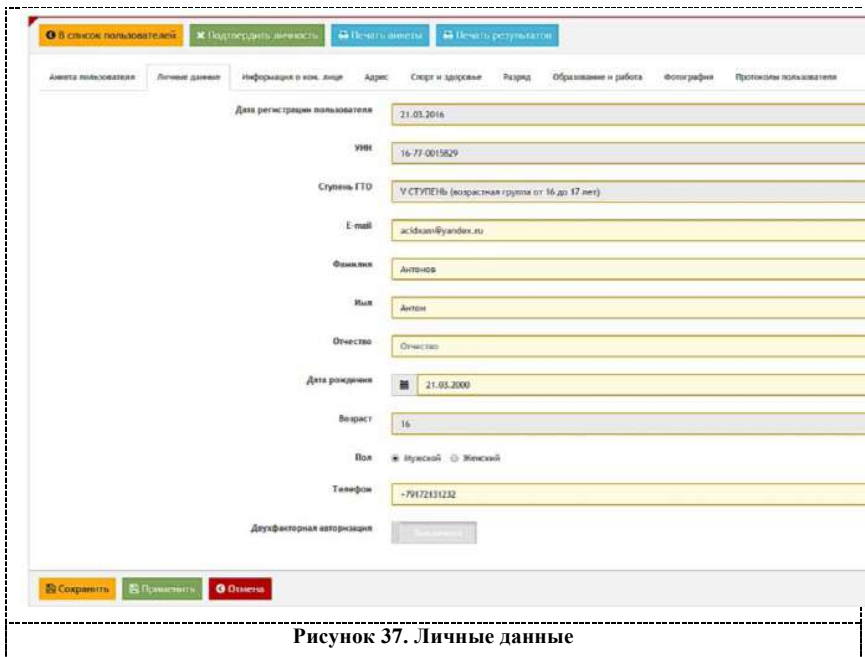 В список пользователей Подтвердить личность Печать анкеты Печать результатов
Анкета пользователя Личные данные Информация о кон. лице Адрес Спорт и здоровье Разряд Образование и работа Фотография Протоколы пользователя
Дата регистрации пользователя 21.03.2016
УИН 16-77-0015829
Ступень ГТО V СТУПЕНЬ (возрастная группа от 16 до 17 лет)
E-mail acidxam@yandex.ru
Фамилия Антонов
Имя Антон
Отчество Отчество
Дата рождения 21.03.2000
Возраст 16
Пол Мужской Женский
Телефон +79172131232
Двухфакторная авторизация
Сохранить Применить Отмена
Рисунок 37. Личные данные